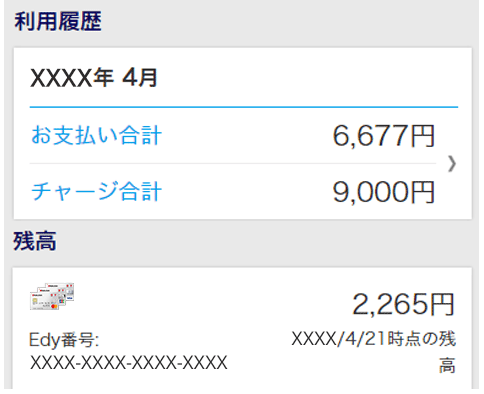 利用履歴
XXXX年 4月
お支払い合計 6,677円
チャージ合計 9,000円
残高
2,265円
Edy番号:
XXXX-XXXX-XXXX-XXXX
XXXX/4/21時点の残
高